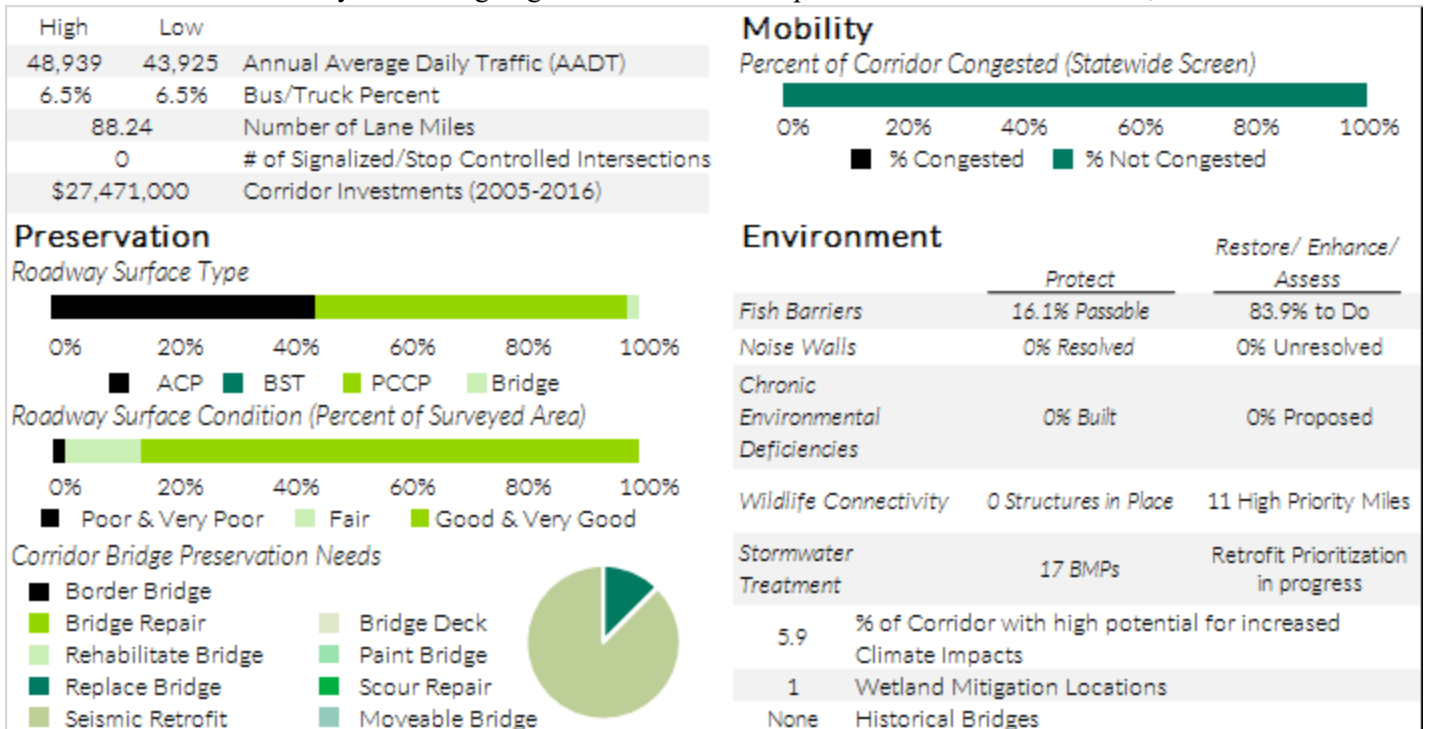 High Low
48,939 43,925 Annual Average Daily Traffic (AADT)
6.5% 6.5% Bus/Truck Percent
88.24 Number of Lane Miles
0 # of Signalized/Stop Controlled Intersections
$27,471,000 Corridor Investments (2005-2016)
Preservation
Roadway Surface Type
0% 20% 40% 60% 80% 100%
ACP BST PCCP Bridge
Roadway Surface Condition (Percent of Surveyed Area)
0% 20% 40% 60% 80% 100%
Poor & Very Poor Fair Good & Very Good
Corridor Bridge Preservation Needs
Border Bridge
Bridge Repair Bridge Deck
Rehabilitate Bridge Paint Bridge
Replace Bridge Scour Repair
Seismic Retrofit Moveable Bridge
Mobility
Percent of Corridor Congested (Statewide Screen)
0% 20% 40% 60% 80% 100%
% Congested % Not Congested
Environment
Restore/ Enhance/
Protect Assess
Fish Barriers 16.1% Passable 83.9% to Do
Noise Walls 0% Resolved 0% Unresolved
Chronic
Environmental 0% Built 0% Proposed
Deficiencies
Wildlife Connectivity 0 Structures in Place 11 High Priority Miles
Stormwater Retrofit Prioritization
Treatment 17 BMPs in progress
5.9 % of Corridor with high potential for increased
Climate Impacts
1 Wetland Mitigation Locations
None Historical Bridges